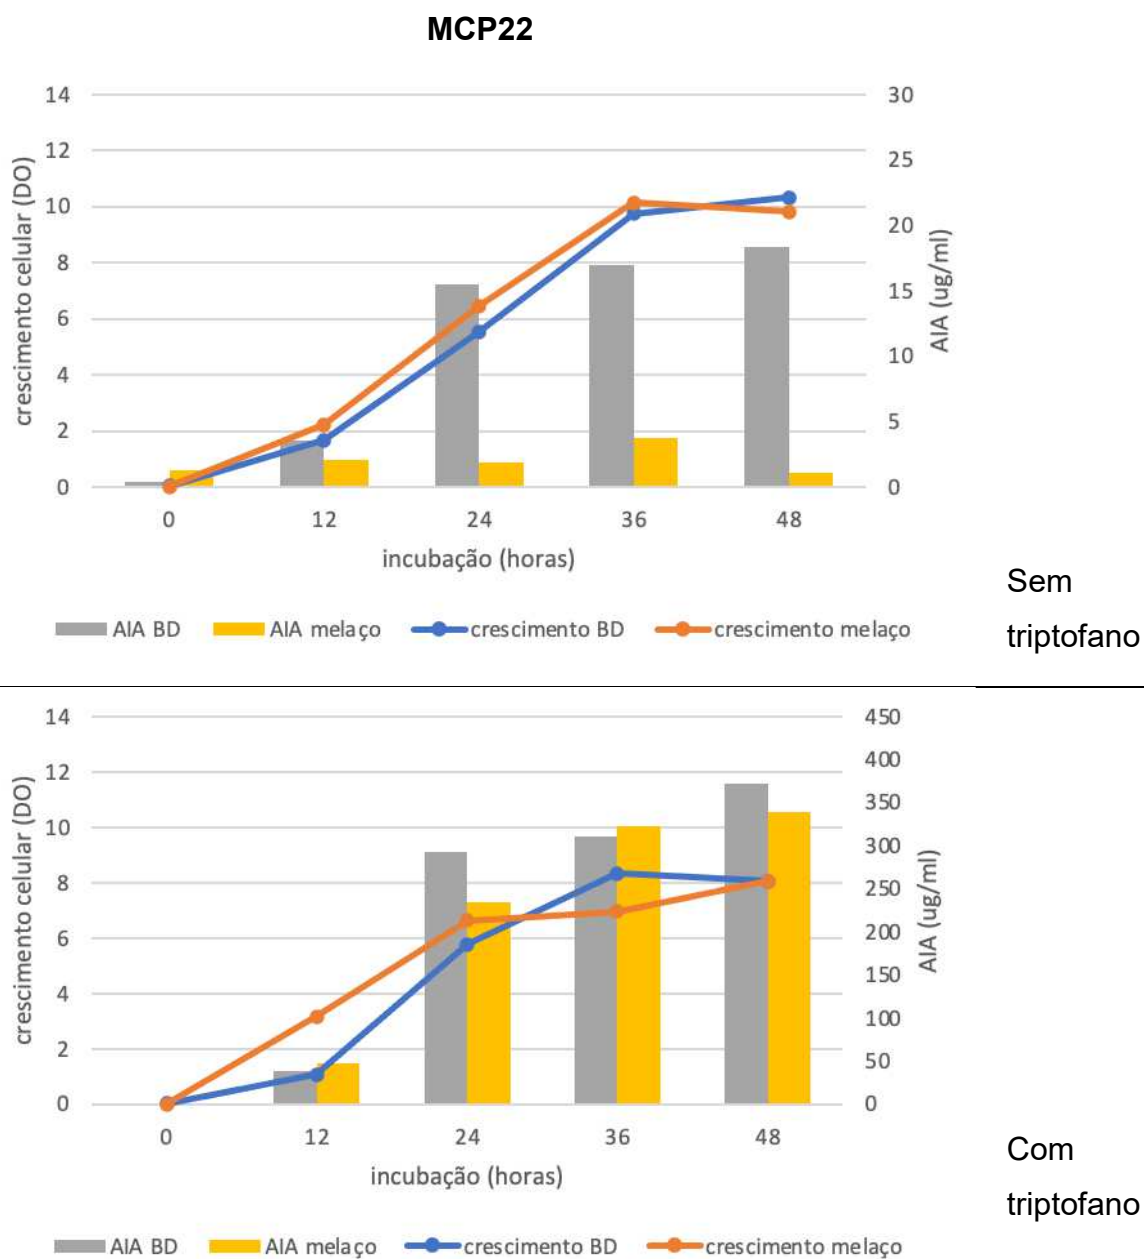 MCP22
14
12
10
8
6
4
2
0
crescimento celular (DO)
30
25
20
15
10
5
0
AIA (ug/ml)
0 12 24 36 48
incubação (horas)
AIA BD AIA melaço crescimento BD crescimento melaço
Sem
triptofano
14
12
10
8
6
4
2
0
crescimento celular (DO)
450
400
350
300
250
200
150
100
50
0
AIA (ug/ml)
0 12 24 36 48
incubação (horas)
AIA BD AIA melaço crescimento BD crescimento melaço
Com
triptofano